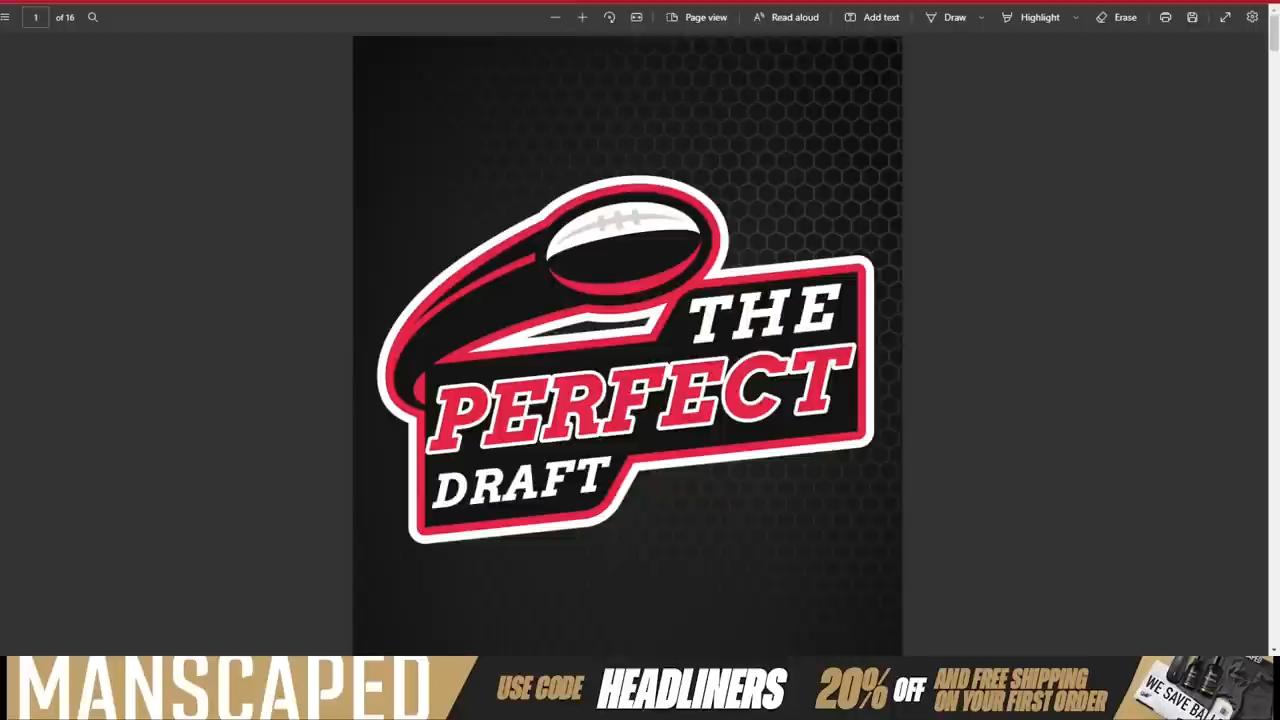 1 of 16 Page view Read aloud Add text Draw Highlight Erase
THE
PERFECT
DRAFT
MANSCAPED USE CODE HEADLINERS 20% OFF AND FREE SHIPPING
ON YOUR FIRST ORDER
WE SAVE BAL